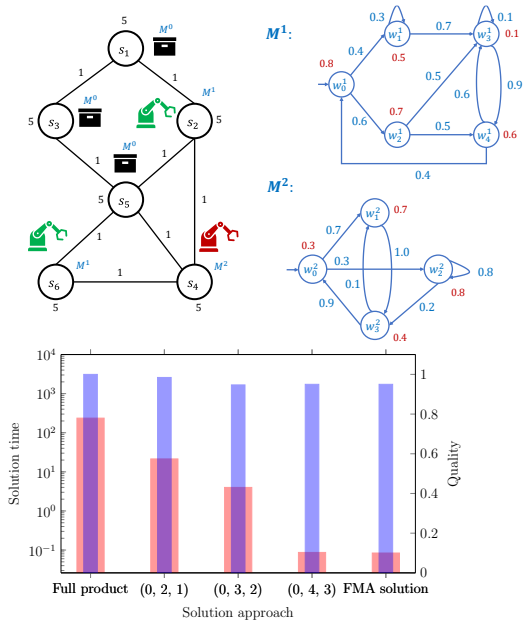 5
s₁
M⁰
1
1
M⁰
M¹
5
s₃
s₂
5
M⁰
1
1
5
s₅
1
1
1
M¹
M²
s₆
1
s₄
5
5
M¹:
0.3
w₁¹
0.7
0.1
w₃¹
0.1
0.8
0.4
0.5
w₀¹
0.5
0.9
0.7
0.6
0.6
w₂¹
0.5
w₄¹
0.6
0.4
M²:
w₁²
0.7
0.7
0.3
1.0
w₀²
0.3
w₂²
0.8
0.1
0.8
0.9
0.2
w₃²
0.4
10⁴
10³
10²
10¹
10⁰
10⁻¹
Solution time
1
0.8
0.6
0.4
0.2
0
Quality
Full product (0, 2, 1) (0, 3, 2) (0, 4, 3) FMA solution
Solution approach